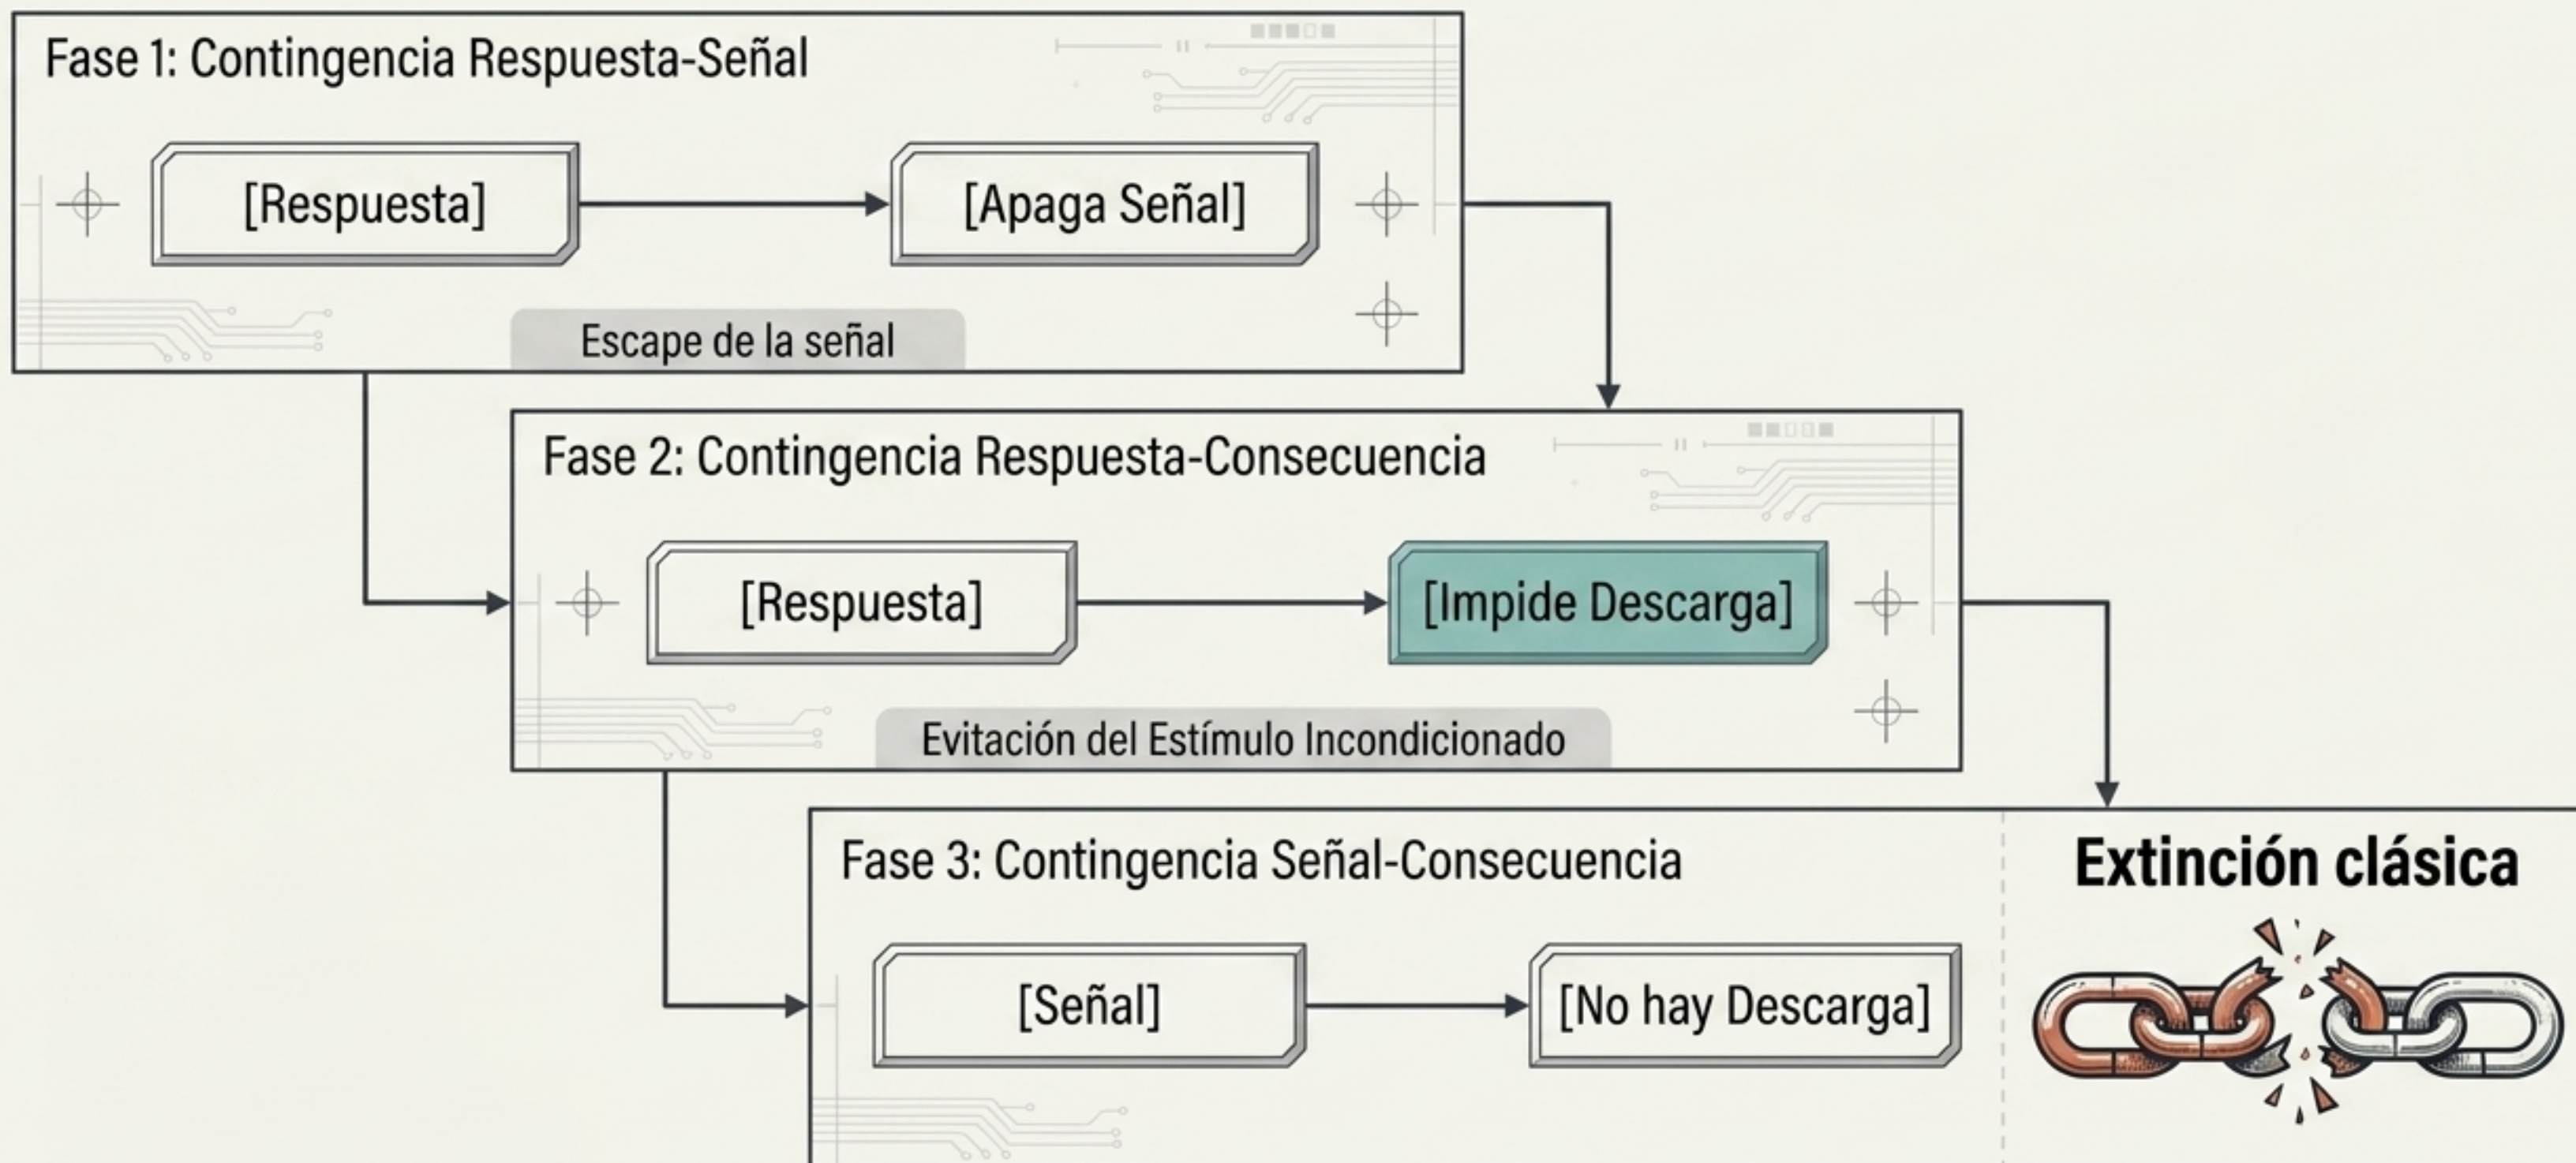 Fase 1: Contingencia Respuesta-Señal
[Respuesta]
[Apaga Señal]
Escape de la señal
Fase 2: Contingencia Respuesta-Consecuencia
[Respuesta]
[Impide Descarga]
Evitación del Estímulo Incondicionado
Fase 3: Contingencia Señal-Consecuencia
[Señal]
[No hay Descarga]
Extinción clásica